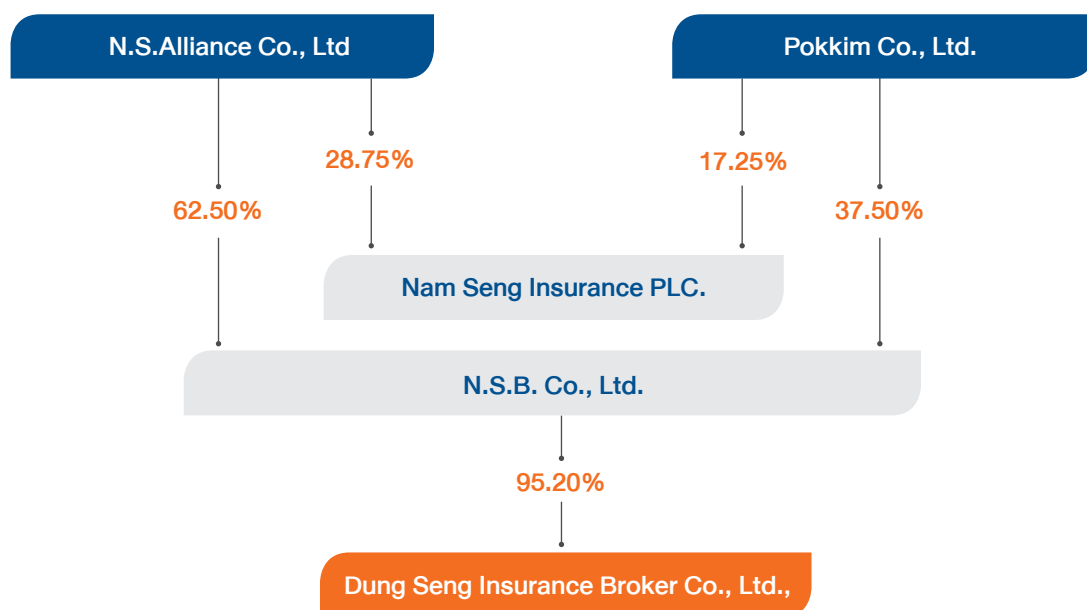 N.S.Alliance Co., Ltd
Pokkim Co., Ltd.
28.75%
17.25%
62.50%
37.50%
Nam Seng Insurance PLC.
N.S.B. Co., Ltd.
95.20%
Dung Seng Insurance Broker Co., Ltd.,